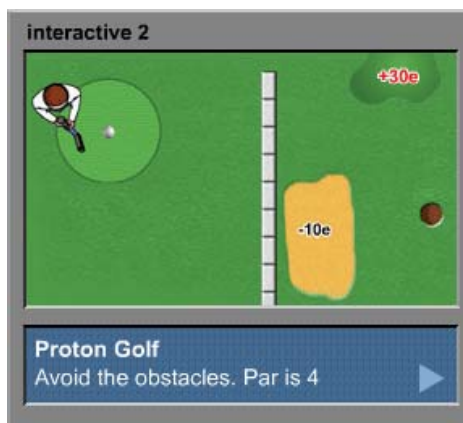 interactive 2
+30e
-10e
Proton Golf
Avoid the obstacles. Par is 4